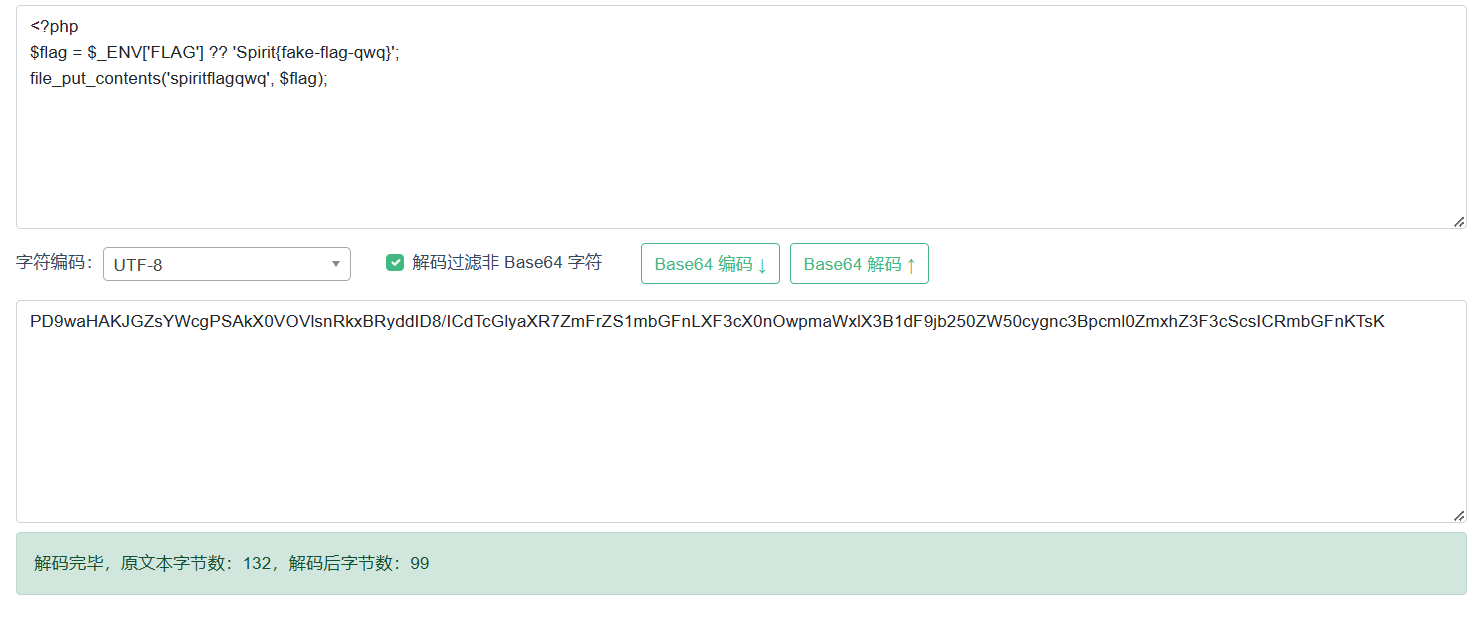 <?php
$flag = $_ENV['FLAG'] ?? 'Spirit{fake-flag-qwq}';
file_put_contents('spiritflagqwq', $flag);
字符编码： UTF-8 解码过滤非 Base64 字符 Base64 编码↓ Base64 解码↑
PD9waHAKJGZsYWcgPSAkX0VOVlsnRkxBRyddID8/ICdTcGlyaXR7ZmFrZS1mbGFnLXF3cX0nOwpmaWxlX3B1dF9jb250ZW50cygnc3Bpcml0ZmxhZ3F3cScsICRmbGFnKTsK
解码完毕，原文本字节数：132，解码后字节数：99